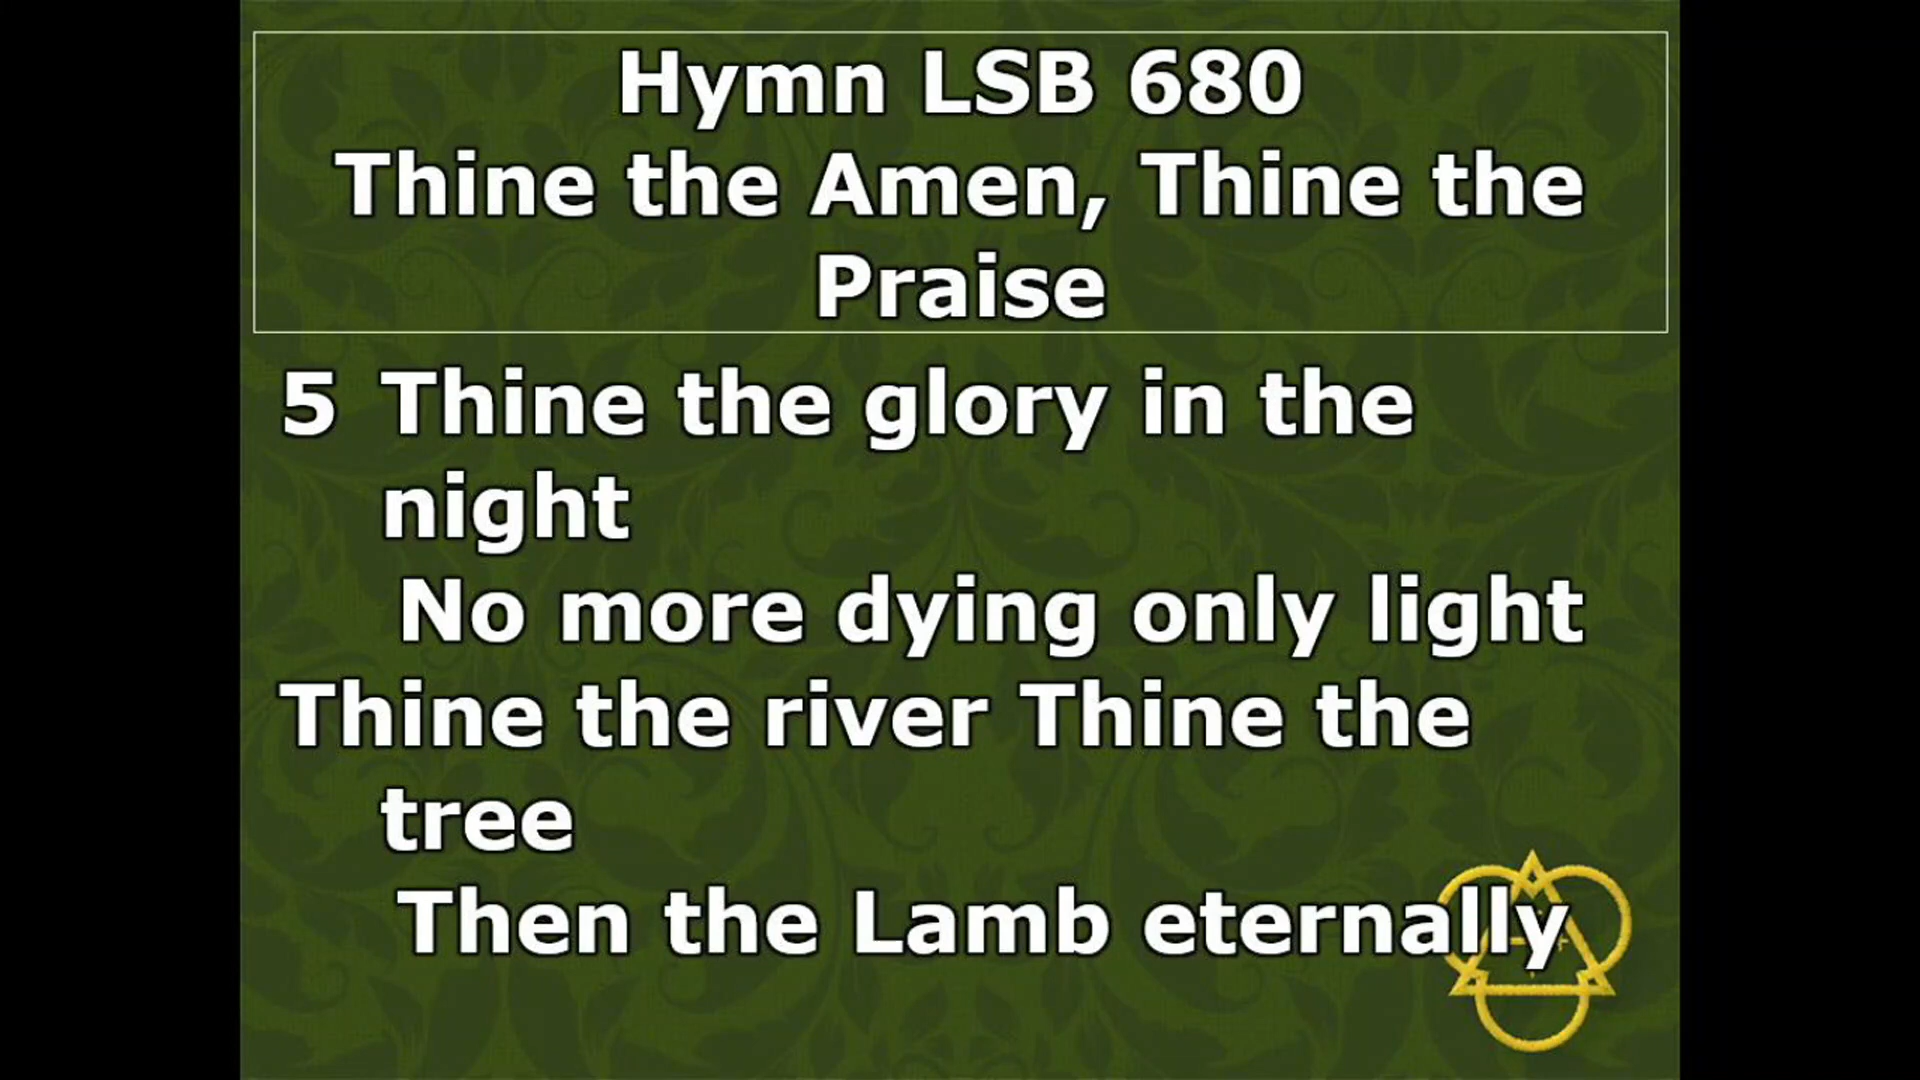 Hymn LSB 680
Thine the Amen, Thine the
Praise
5 Thine the glory in the
night
No more dying only light
Thine the river Thine the
tree
Then the Lamb eternally